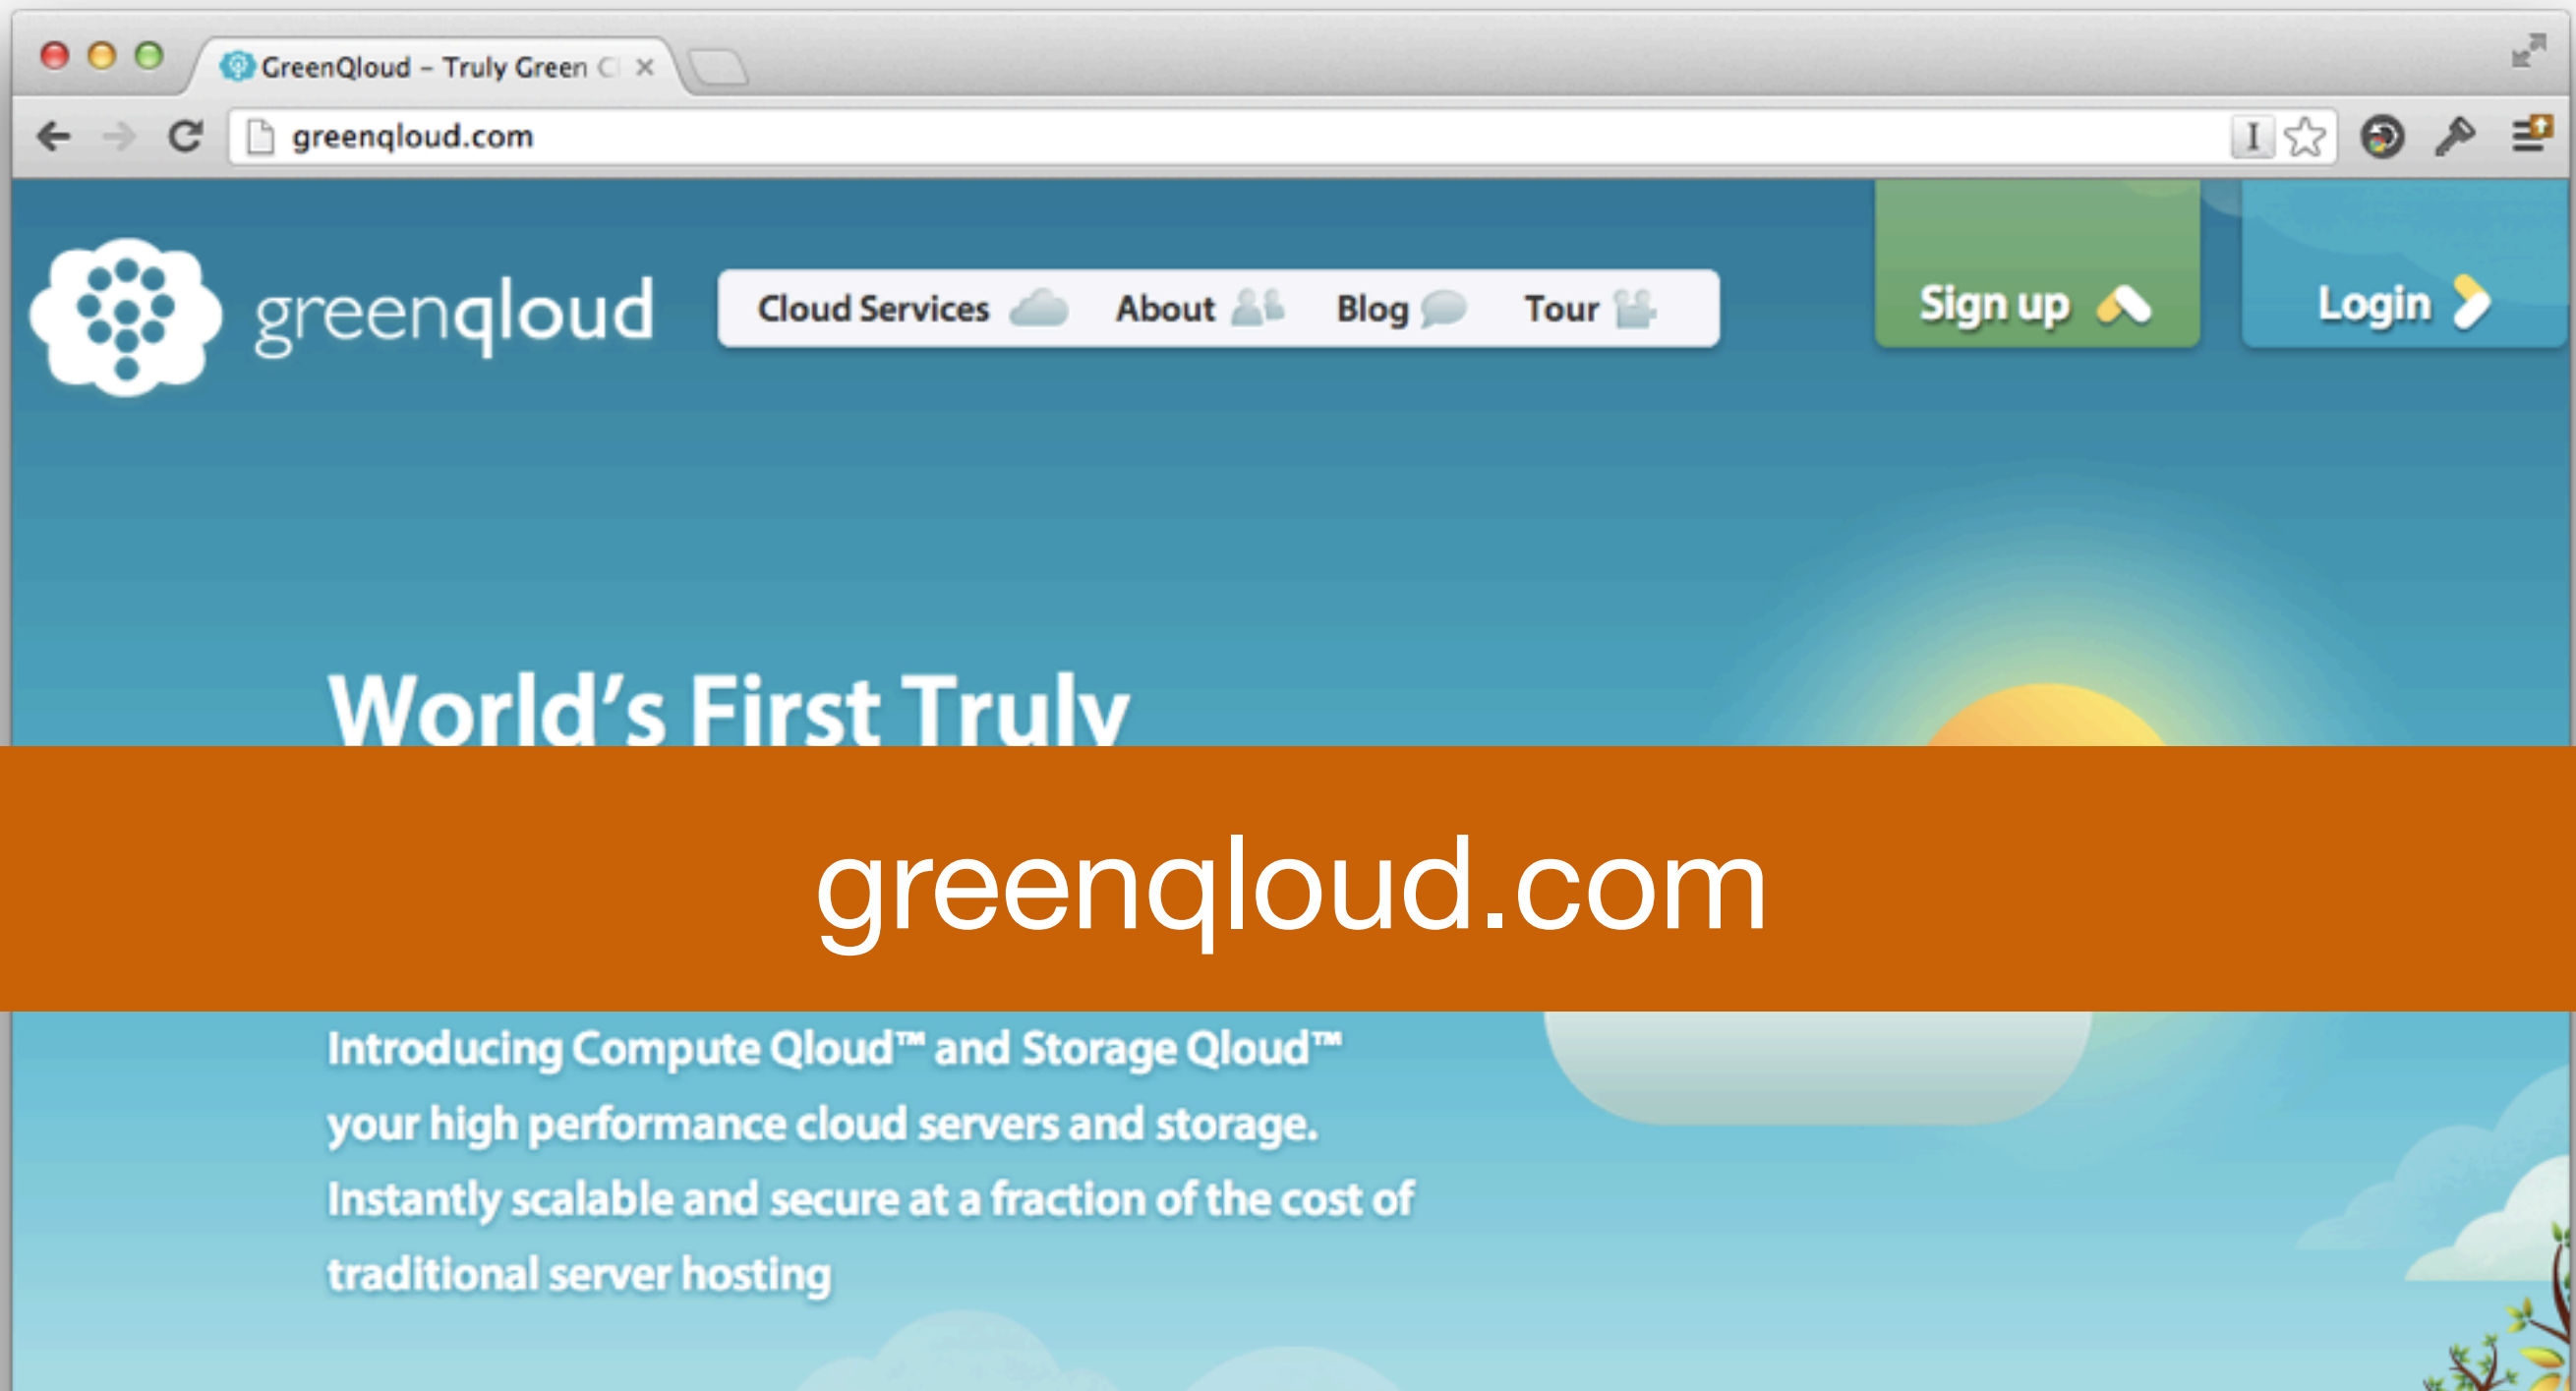 GreenQloud – Truly Green Cl
greenqloud.com
greenqloud
Cloud Services About Blog Tour
Sign up
Login
World's First Truly
greenqloud.com
Introducing Compute Qloud™ and Storage Qloud™
your high performance cloud servers and storage.
Instantly scalable and secure at a fraction of the cost of
traditional server hosting